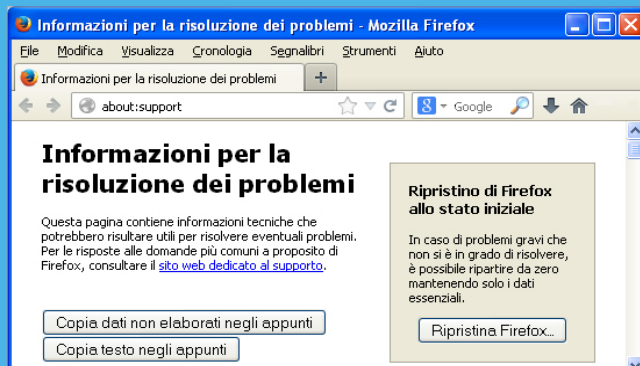 Informazioni per la risoluzione dei problemi - Mozilla Firefox
File Modifica Visualizza Cronologia Segnalibri Strumenti Aiuto
Informazioni per la risoluzione dei problemi
about:support
Google
Informazioni per la
risoluzione dei problemi
Questa pagina contiene informazioni tecniche che
potrebbero risultare utili per risolvere eventuali problemi.
Per le risposte alle domande più comuni a proposito di
Firefox, consultare il sito web dedicato al supporto.
Copia dati non elaborati negli appunti
Copia testo negli appunti
Ripristino di Firefox
allo stato iniziale
In caso di problemi gravi che
non si è in grado di risolvere,
è possibile ripartire da zero
mantenendo solo i dati
essenziali.
Ripristina Firefox...